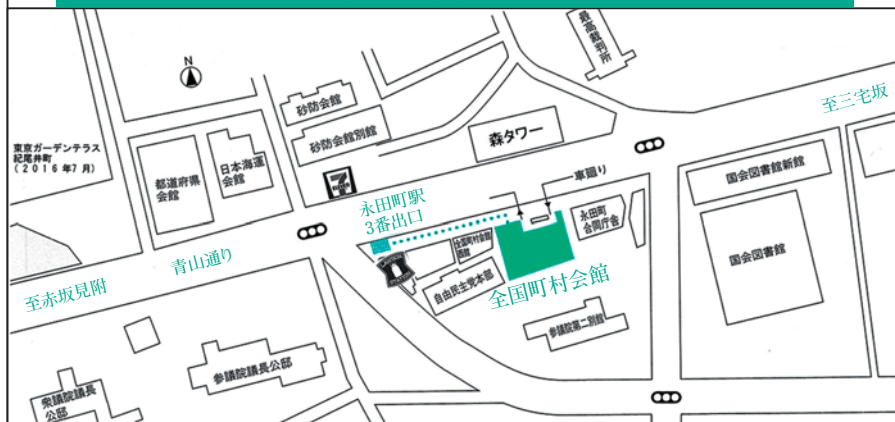 N
最高裁判所
至三宅坂
砂防会館
砂防会館別館
森タワー
東京ガーデンテラス
紀尾井町
(2016年7月)
都道府県
会館
日本海運
会館
7
車廻り
国会図書館新館
永田町駅
3番出口
永田町
合同庁舎
全国町村会館
西館
国会図書館
青山通り
至赤坂見附
自由民主党本部
全国町村会館
参議院第二別館
参議院議長公邸
衆議院議長
公邸